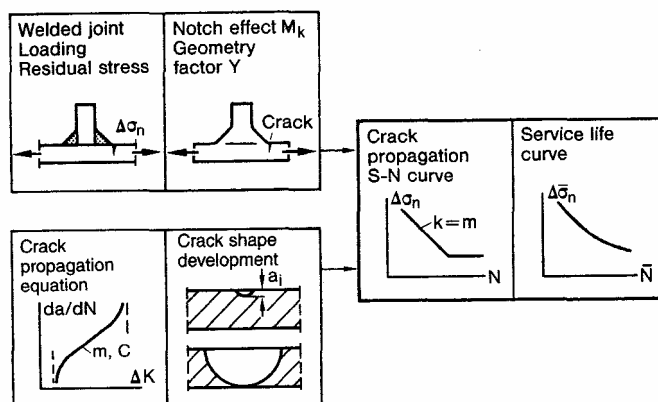 Welded joint
Loading
Residual stress
Δσn
Notch effect Mk
Geometry
factor Y
Crack
Crack
propagation
S-N curve
Δσn
k=m
N
Service life
curve
Δσ̄n
N̄
Crack
propagation
equation
da/dN
m, C
ΔK
Crack shape
development
ai